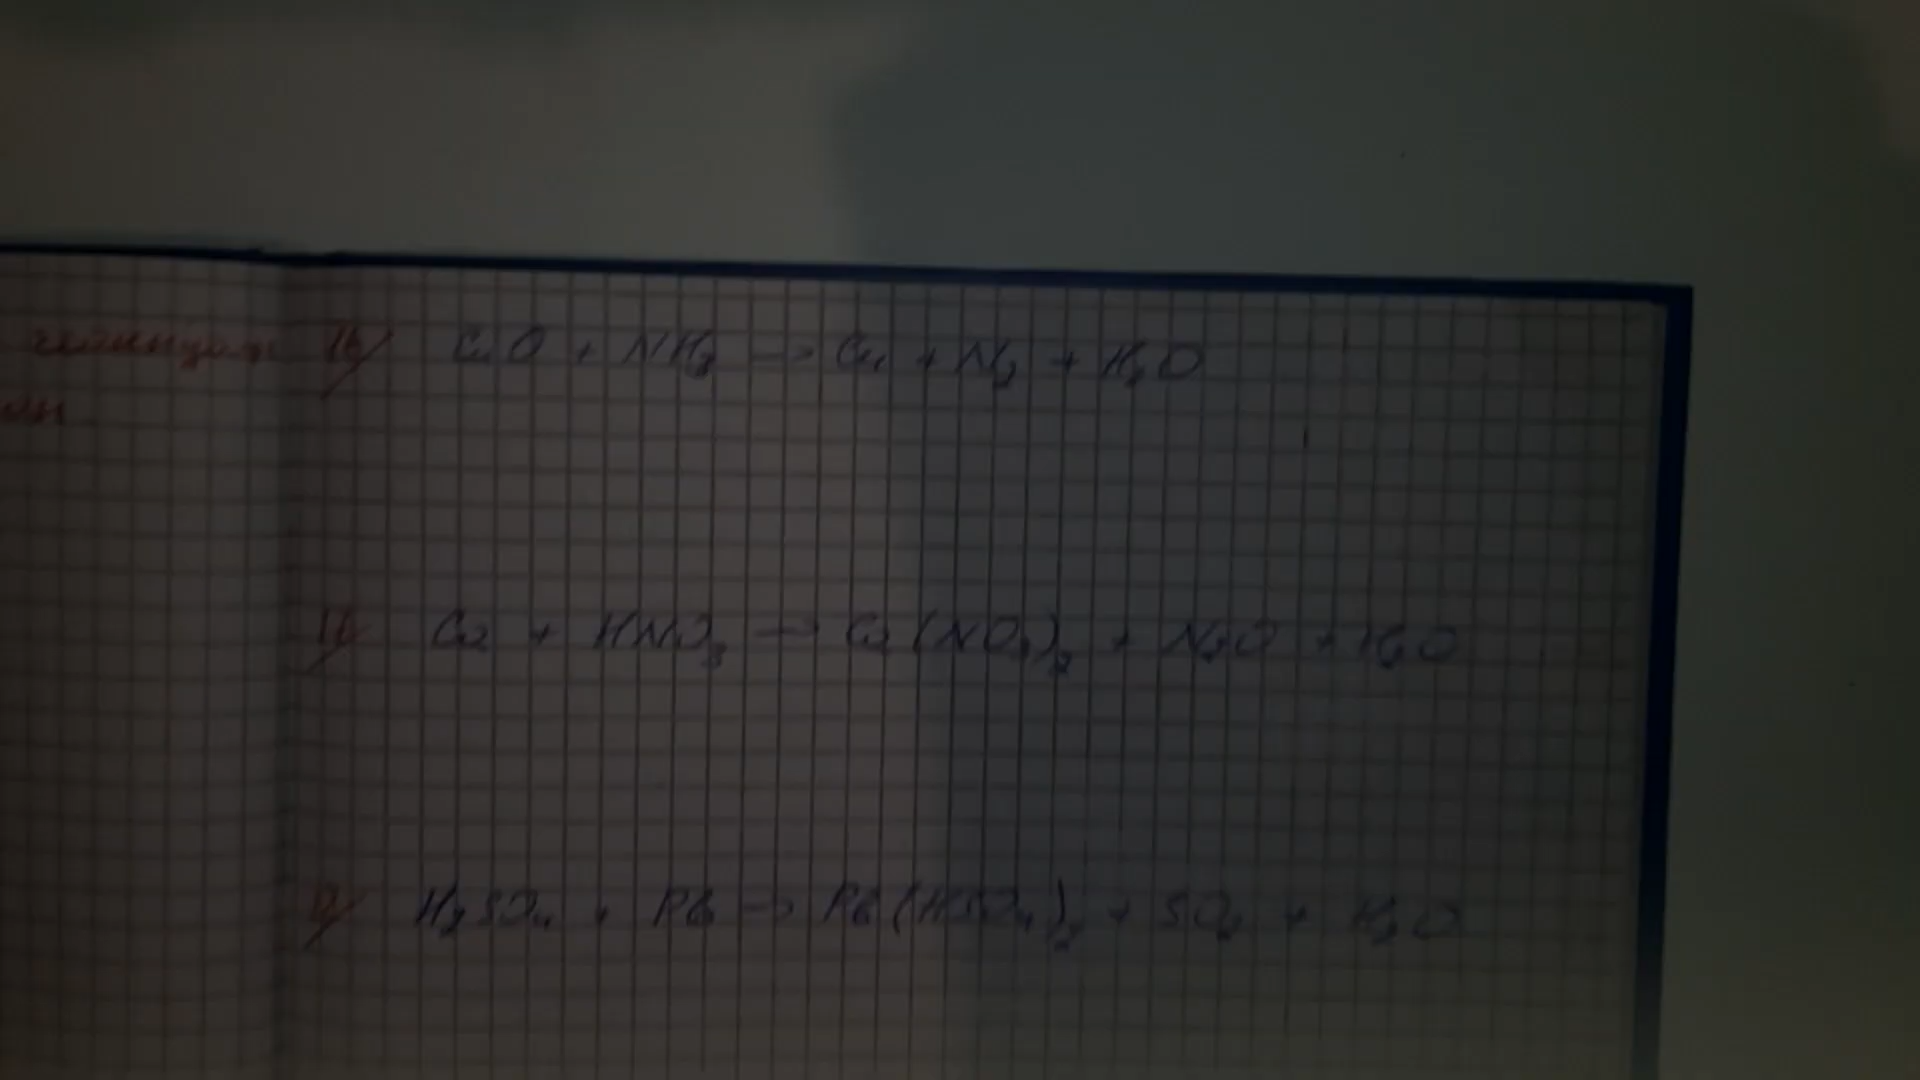 16/ CuO + NH₃ → Cu + N₂ + H₂O
Ca + HNO₃ → Ca(NO₃)₂ + N₂O + H₂O
H₂SO₄ + Pb → Pb(HSO₄)₂ + SO₂ + H₂O